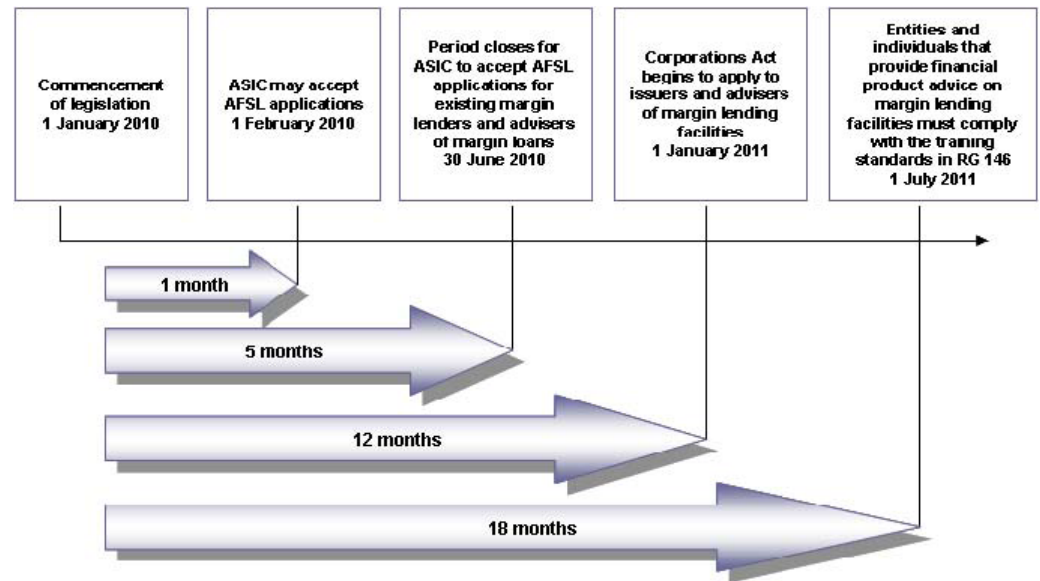 Commencement
of legislation
1 January 2010
ASIC may accept
AFSL applications
1 February 2010
Period closes for
ASIC to accept AFSL
applications for
existing margin
lenders and advisers
of margin loans
30 June 2010
Corporations Act
begins to apply to
issuers and advisers
of margin lending
facilities
1 January 2011
Entities and
individuals that
provide financial
product advice on
margin lending
facilities must comply
with the training
standards in RG 146
1 July 2011
1 month
5 months
12 months
18 months